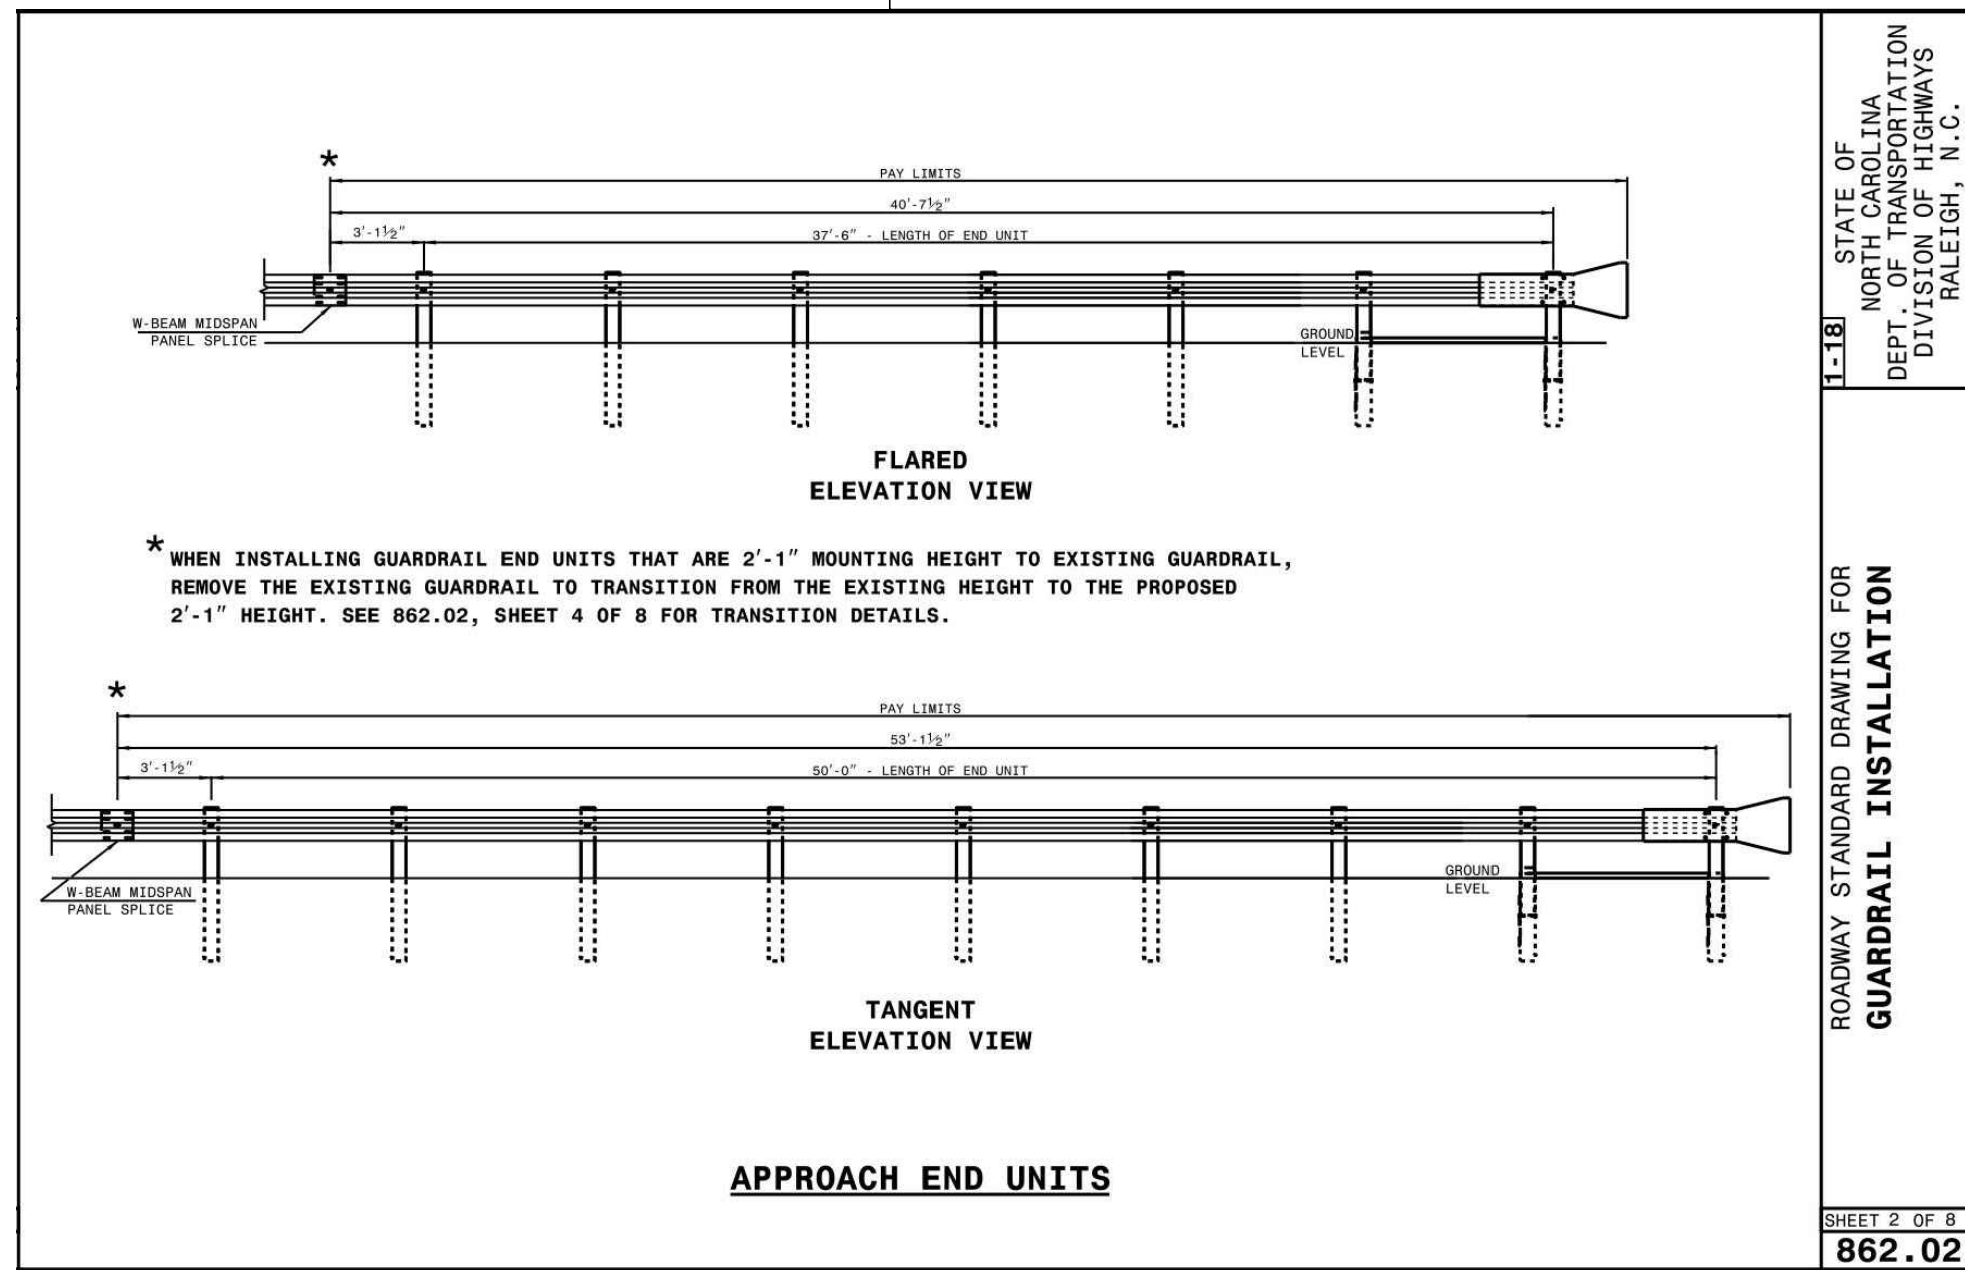 *
PAY LIMITS
40'-7½"
3'-1½"
37'-6" - LENGTH OF END UNIT
W-BEAM MIDSPAN
PANEL SPLICE
GROUND
LEVEL
FLARED
ELEVATION VIEW
* WHEN INSTALLING GUARDRAIL END UNITS THAT ARE 2'-1" MOUNTING HEIGHT TO EXISTING GUARDRAIL,
REMOVE THE EXISTING GUARDRAIL TO TRANSITION FROM THE EXISTING HEIGHT TO THE PROPOSED
2'-1" HEIGHT. SEE 862.02, SHEET 4 OF 8 FOR TRANSITION DETAILS.
*
PAY LIMITS
53'-1½"
3'-1½"
50'-0" - LENGTH OF END UNIT
W-BEAM MIDSPAN
PANEL SPLICE
GROUND
LEVEL
TANGENT
ELEVATION VIEW
APPROACH END UNITS
1-18
STATE OF
NORTH CAROLINA
DEPT. OF TRANSPORTATION
DIVISION OF HIGHWAYS
RALEIGH, N.C.
ROADWAY STANDARD DRAWING FOR
GUARDRAIL INSTALLATION
SHEET 2 OF 8
862.02